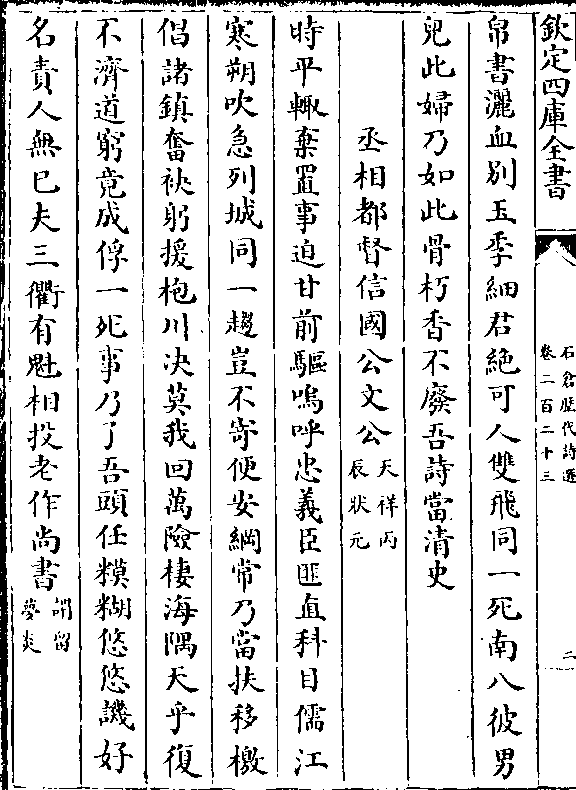 欽定四庫全書
石倉歷代詩選
卷二百二十三
二
帛書灑血别玉季細君絶可人雙飛同一死南八彼男
兒此婦乃如此骨朽香不廢吾詩當清史
丞相都督信國公文公天祥丙
辰狀元
時平輙棄置事迫甘前驅嗚呼忠義臣匪直科目儒江
寒朔吹急列城同一趨豈不寄便安綱常乃當扶移檄
倡諸鎮奮袂躬援枹川决莫我回萬險棲海隅天乎復
不濟道窮竟成俘一死事乃了吾頭任糢糊悠悠譏好
名責人無已夫三衢有魁相投老作尚書謂留
夢炎